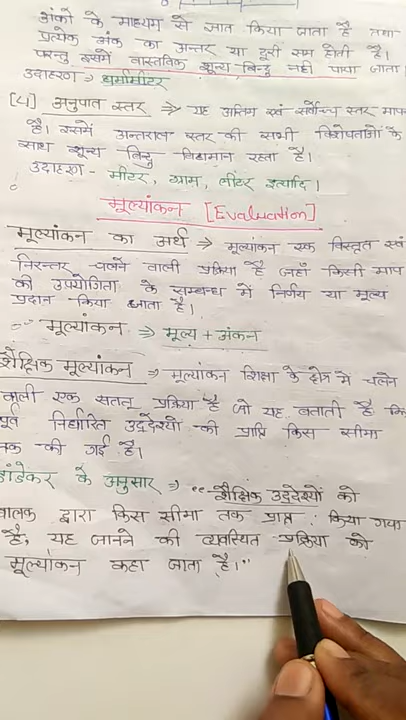 अंकों के माध्यम से ज्ञात किया जाता है तथा
प्रत्येक अंक का अन्तर या दूरी सम होती है।
परन्तु इसमें वास्तविक शून्य बिन्दु नहीं पाया जाता।
उदाहरण ⇒ थर्मामीटर
[4] अनुपात स्तर ⇒ यह अंतिम एवं सर्वोच्च स्तर माप
है। इसमें अन्तराल स्तर की सभी विशेषताओं के
साथ शून्य बिन्दु विद्यमान रहता है।
उदाहरण - मीटर, ग्राम, लीटर इत्यादि।
मूल्यांकन [Evaluation]
मूल्यांकन का अर्थ ⇒ मूल्यांकन एक विस्तृत एवं
निरन्तर चलने वाली प्रक्रिया है जहाँ किसी माप
की उपयोगिता के सम्बन्ध में निर्णय या मूल्य
प्रदान किया जाता है।
मूल्यांकन ⇒ मूल्य + अंकन
शैक्षिक मूल्यांकन ⇒ मूल्यांकन शिक्षा के क्षेत्र में चलने
वाली एक सतत् प्रक्रिया है जो यह बताती है कि
पूर्व निर्धारित उद्देश्यों की प्राप्ति किस सीमा
तक की गई है।
डांडेकर के अनुसार ⇒ "शैक्षिक उद्देश्यों को
बालक द्वारा किस सीमा तक प्राप्त किया गया
है, यह जानने की व्यवस्थित प्रक्रिया को
मूल्यांकन कहा जाता है।"